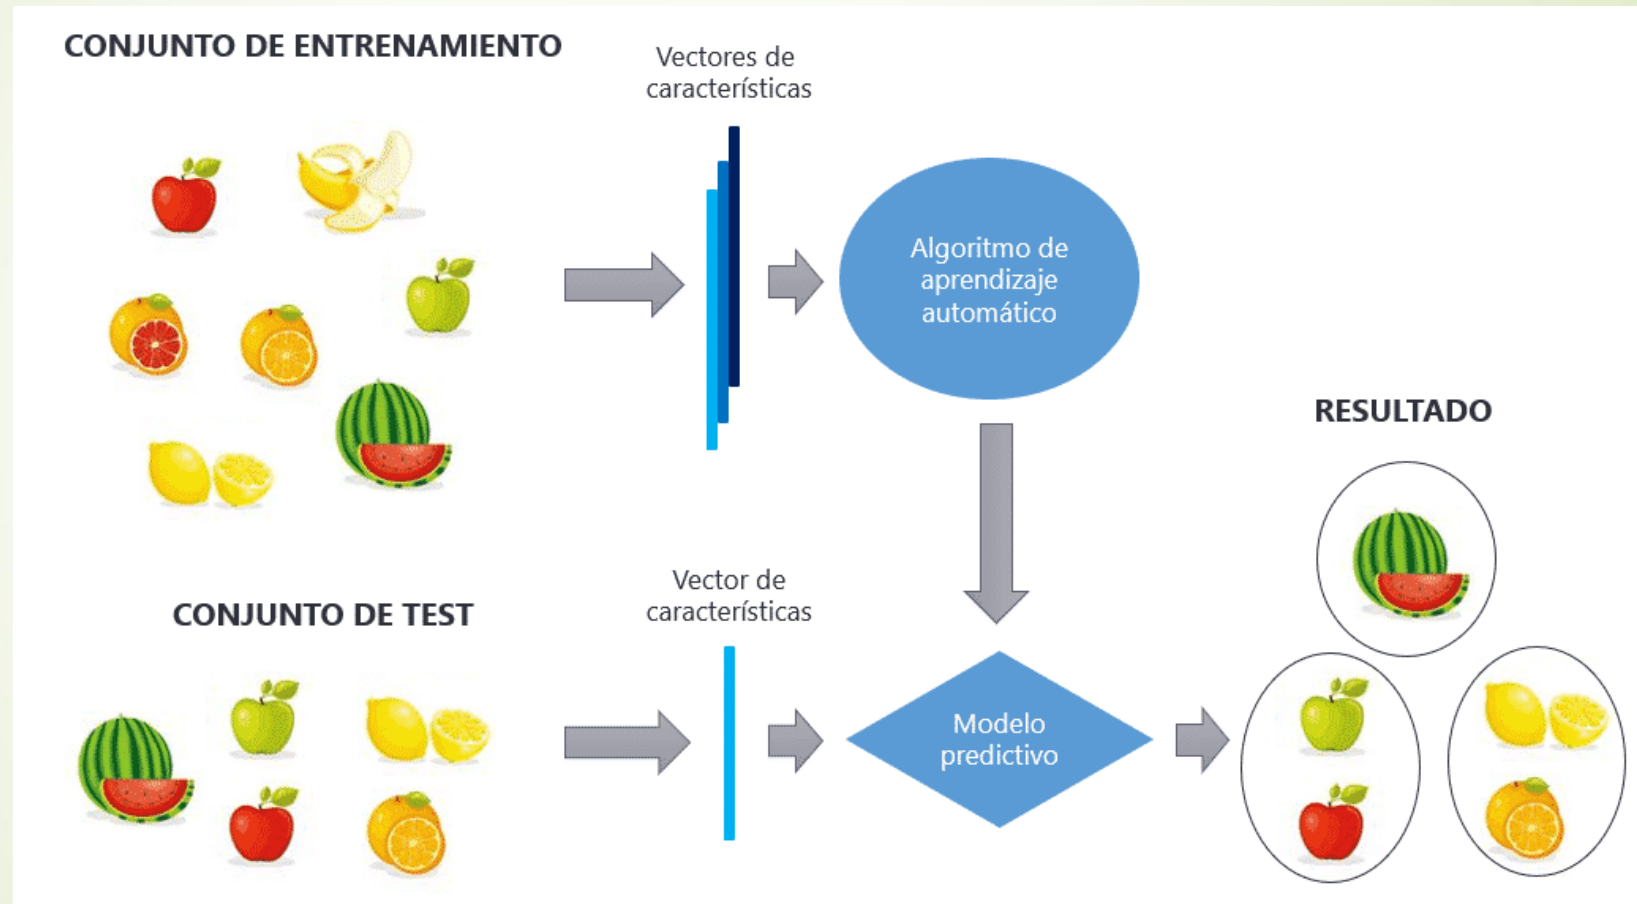 CONJUNTO DE ENTRENAMIENTO
Vectores de
características
Algoritmo de
aprendizaje
automático
RESULTADO
CONJUNTO DE TEST
Vector de
características
Modelo
predictivo